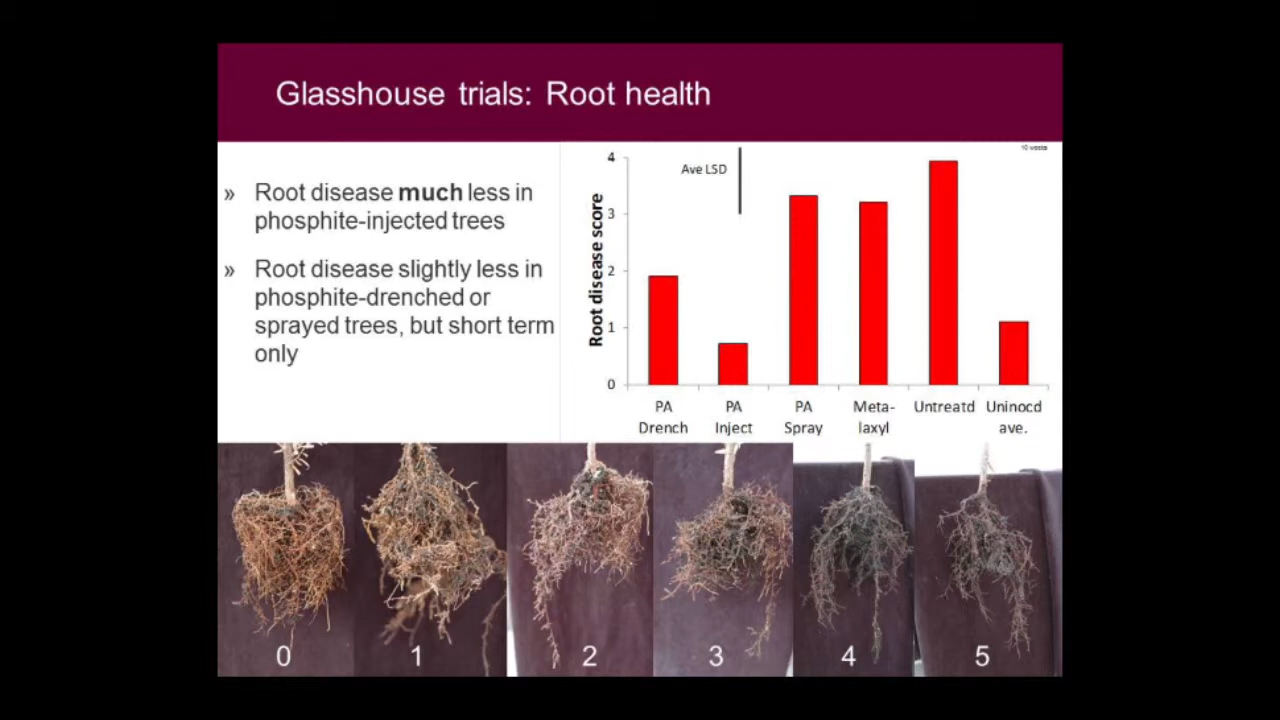 Glasshouse trials: Root health
» Root disease much less in
phosphite-injected trees
» Root disease slightly less in
phosphite-drenched or
sprayed trees, but short term
only
10 weeks
Ave LSD
Root disease score
4
3
2
1
0
PA Drench
PA Inject
PA Spray
Meta-laxyl
Untreatd
Uninocd ave.
0 1 2 3 4 5